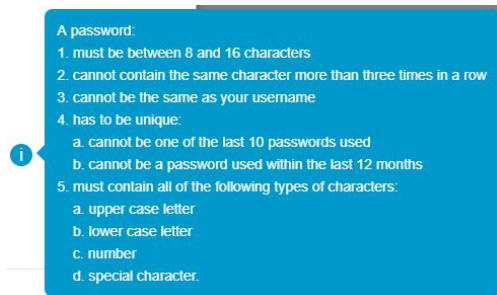 A password:
1. must be between 8 and 16 characters
2. cannot contain the same character more than three times in a row
3. cannot be the same as your username
4. has to be unique:
a. cannot be one of the last 10 passwords used
b. cannot be a password used within the last 12 months
5. must contain all of the following types of characters:
a. upper case letter
b. lower case letter
c. number
d. special character.
i